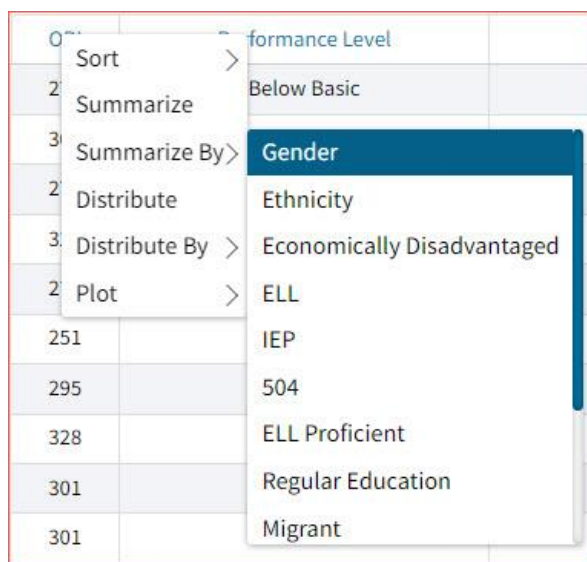 Performance Level
Sort
Below Basic
Summarize
Summarize By
Gender
Distribute
Ethnicity
Distribute By
Economically Disadvantaged
Plot
ELL
251
IEP
295
504
328
ELL Proficient
301
Regular Education
301
Migrant